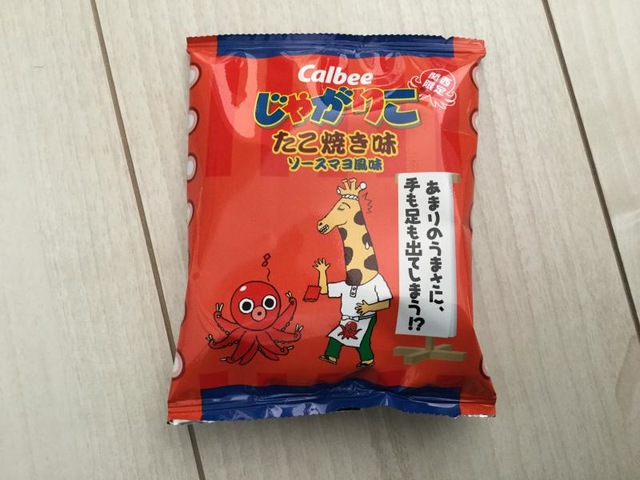 Calbee
関西
限定
じゃがりこ
たこ焼き味
ソースマヨ風味
あまりのうまさに、
手も足も出てしまう!?